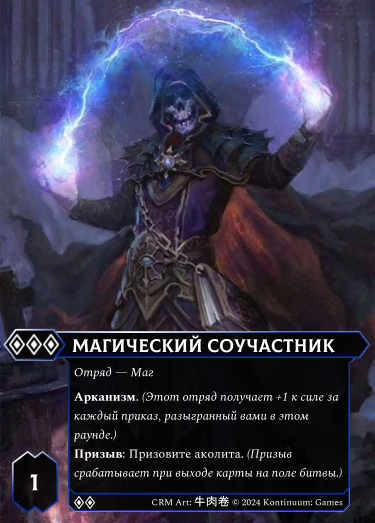 МАГИЧЕСКИЙ СОУЧАСТНИК
Отряд — Маг
Арканизм. (Этот отряд получает +1 к силе за
каждый приказ, разыгранный вами в этом
раунде.)
Призыв: Призовите аколита. (Призыв
срабатывает при выходе карты на поле битвы.)
1
CRM Art: 牛肉卷 © 2024 Kontinuum: Games